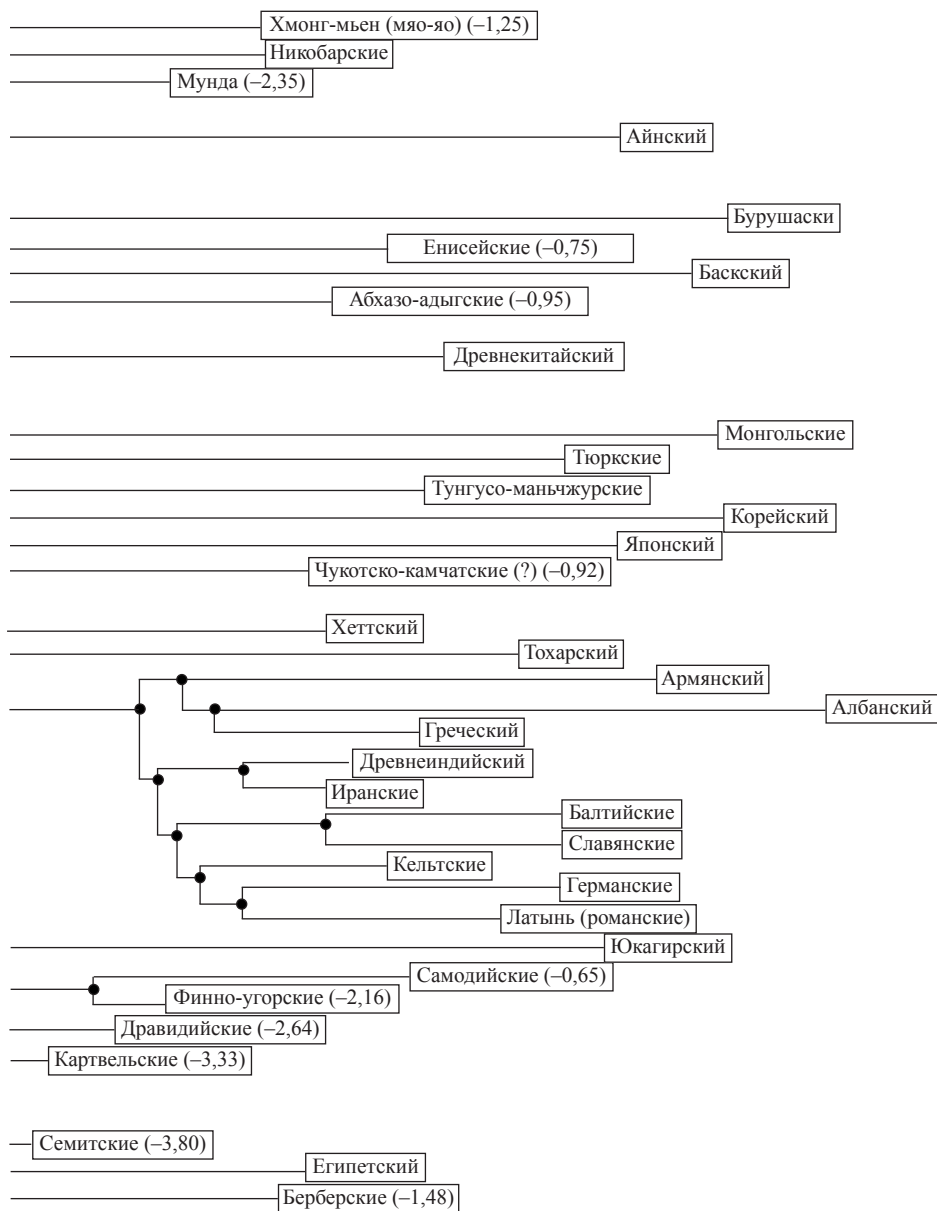 Хмонг-мьен (мяо-яо) (–1,25)
Никобарские
Мунда (–2,35)
Айнский
Бурушаски
Енисейские (–0,75)
Баскский
Абхазо-адыгские (–0,95)
Древнекитайский
Монгольские
Тюркские
Тунгусо-маньчжурские
Корейский
Японский
Чукотско-камчатские (?) (–0,92)
Хеттский
Тохарский
Армянский
Албанский
Греческий
Древнеиндийский
Иранские
Балтийские
Славянские
Кельтские
Германские
Латынь (романские)
Юкагирский
Самодийские (–0,65)
Финно-угорские (–2,16)
Дравидийские (–2,64)
Картвельские (–3,33)
Семитские (–3,80)
Египетский
Берберские (–1,48)